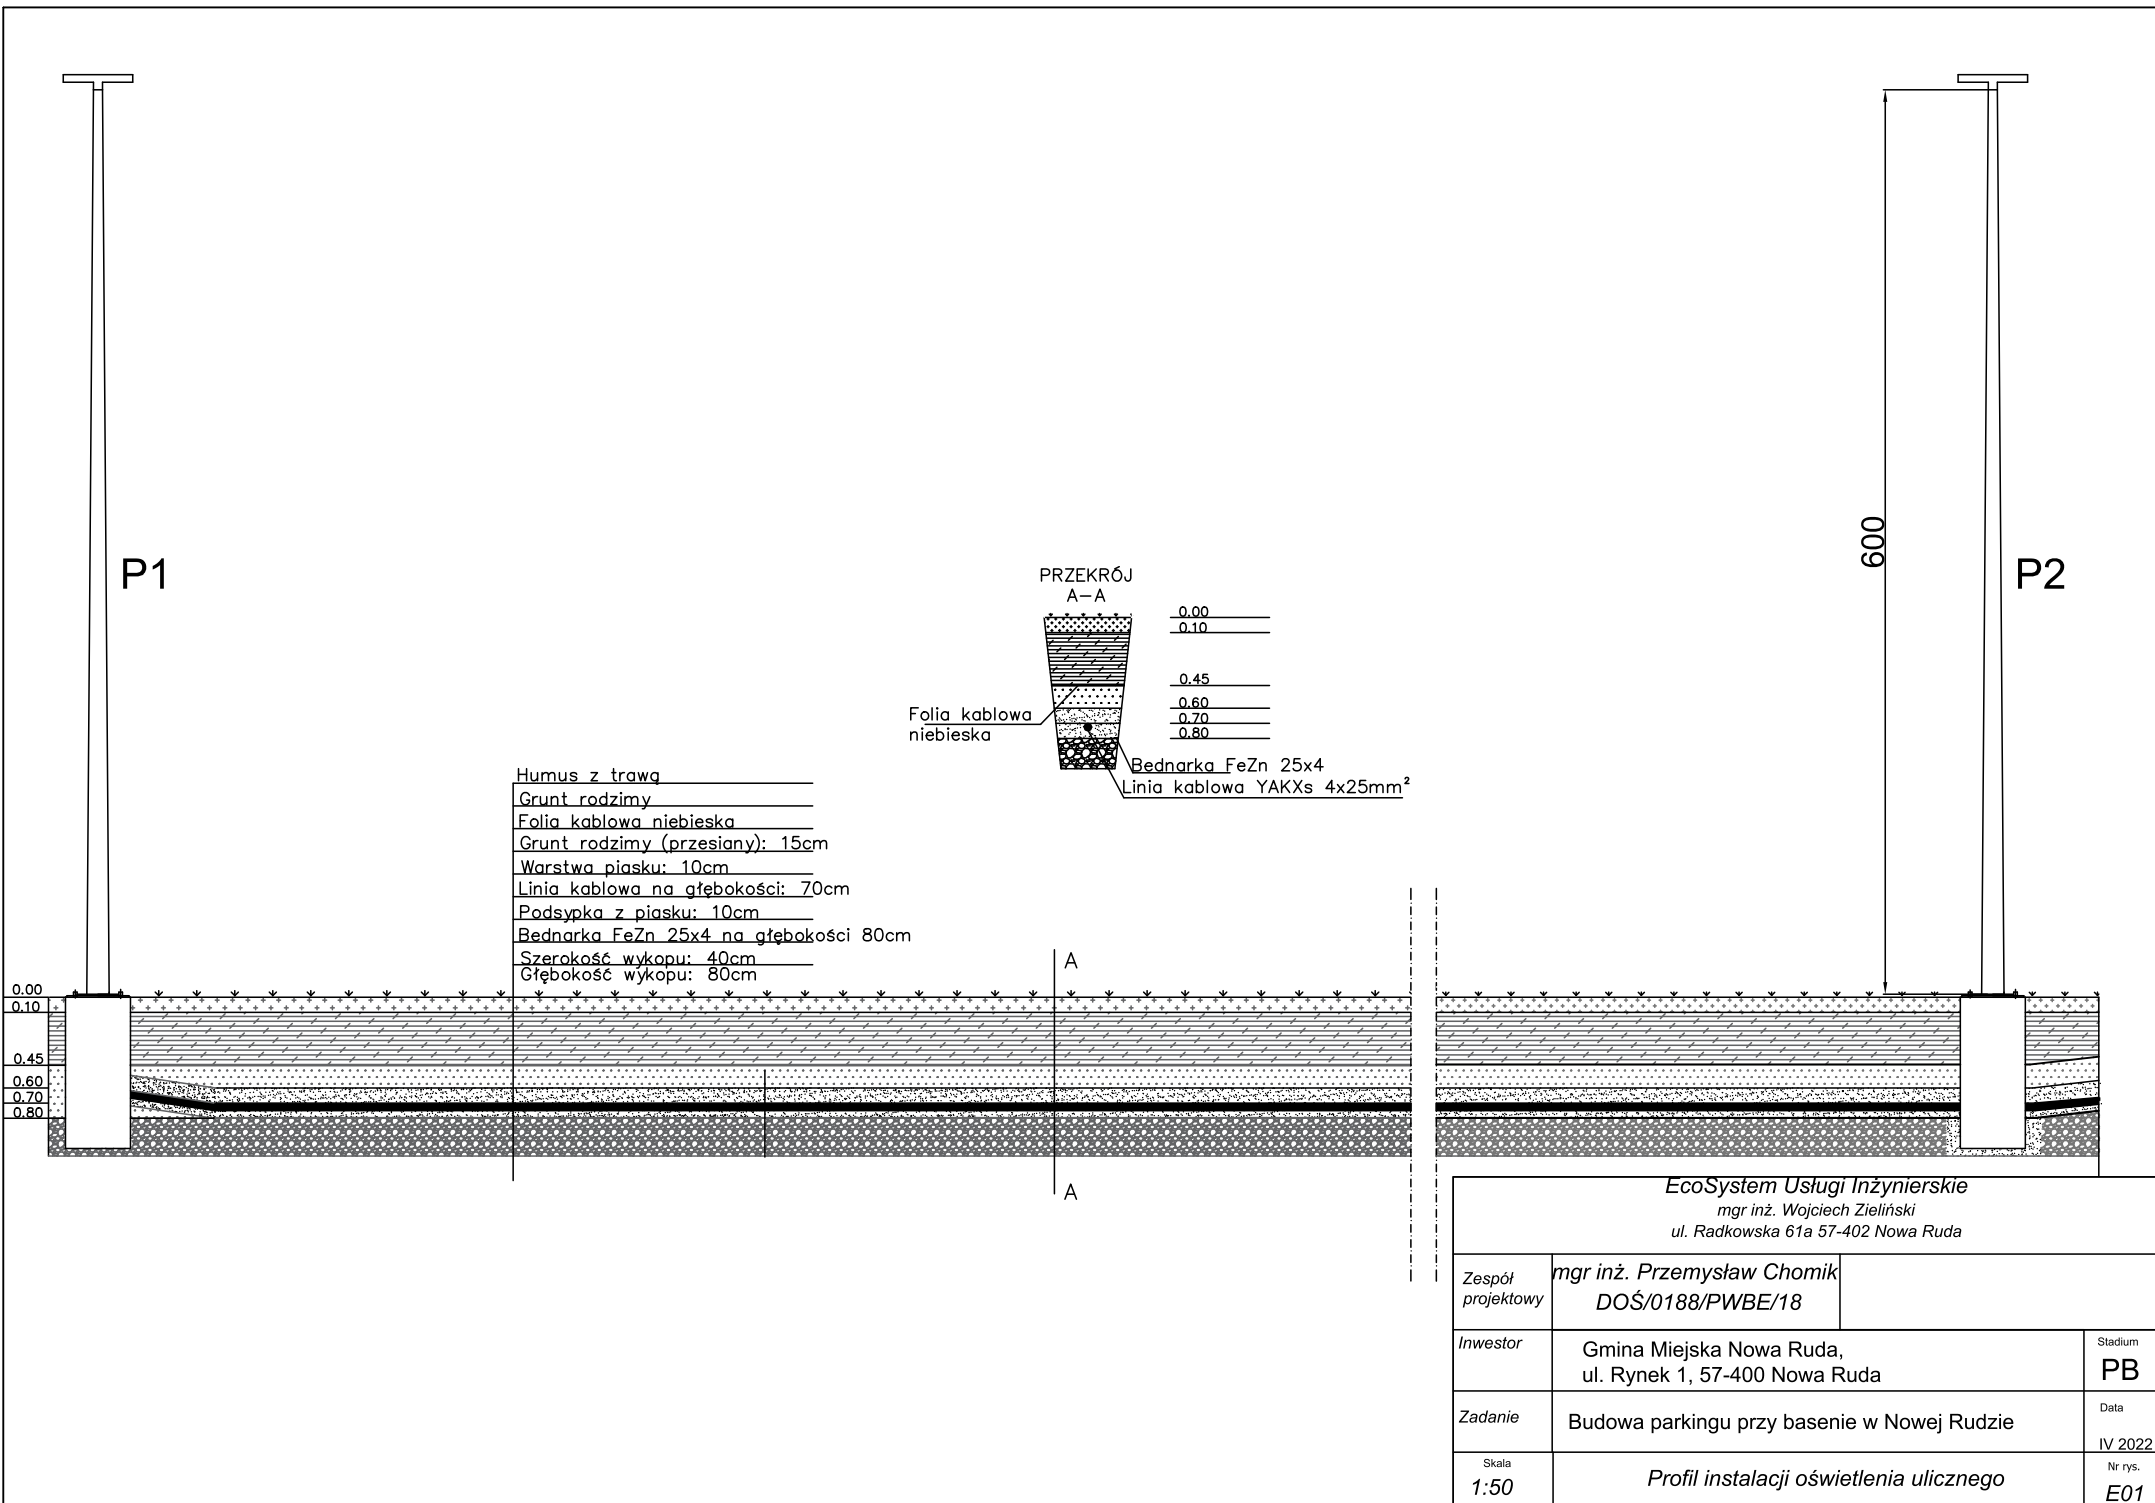 P1
600
P2
PRZEKRÓJ
A-A
0.00
0.10
0.45
0.60
0.70
0.80
Folia kablowa
niebieska
Bednarka FeZn 25x4
Linia kablowa YAKXs 4x25mm²
Humus z trawą
Grunt rodzimy
Folia kablowa niebieska
Grunt rodzimy (przesiany): 15cm
Warstwa piasku: 10cm
Linia kablowa na głębokości: 70cm
Podsypka z piasku: 10cm
Bednarka FeZn 25x4 na głębokości 80cm
Szerokość wykopu: 40cm
Głębokość wykopu: 80cm
A
0.00
0.10
0.45
0.60
0.70
0.80
A
EcoSystem Usługi Inżynierskie
mgr inż. Wojciech Zieliński
ul. Radkowska 61a 57-402 Nowa Ruda
Zespół
projektowy
mgr inż. Przemysław Chomik
DOŚ/0188/PWBE/18
Inwestor
Gmina Miejska Nowa Ruda,
ul. Rynek 1, 57-400 Nowa Ruda
Stadium
PB
Zadanie
Budowa parkingu przy basenie w Nowej Rudzie
Data
IV 2022
Skala
1:50
Profil instalacji oświetlenia ulicznego
Nr rys.
E01